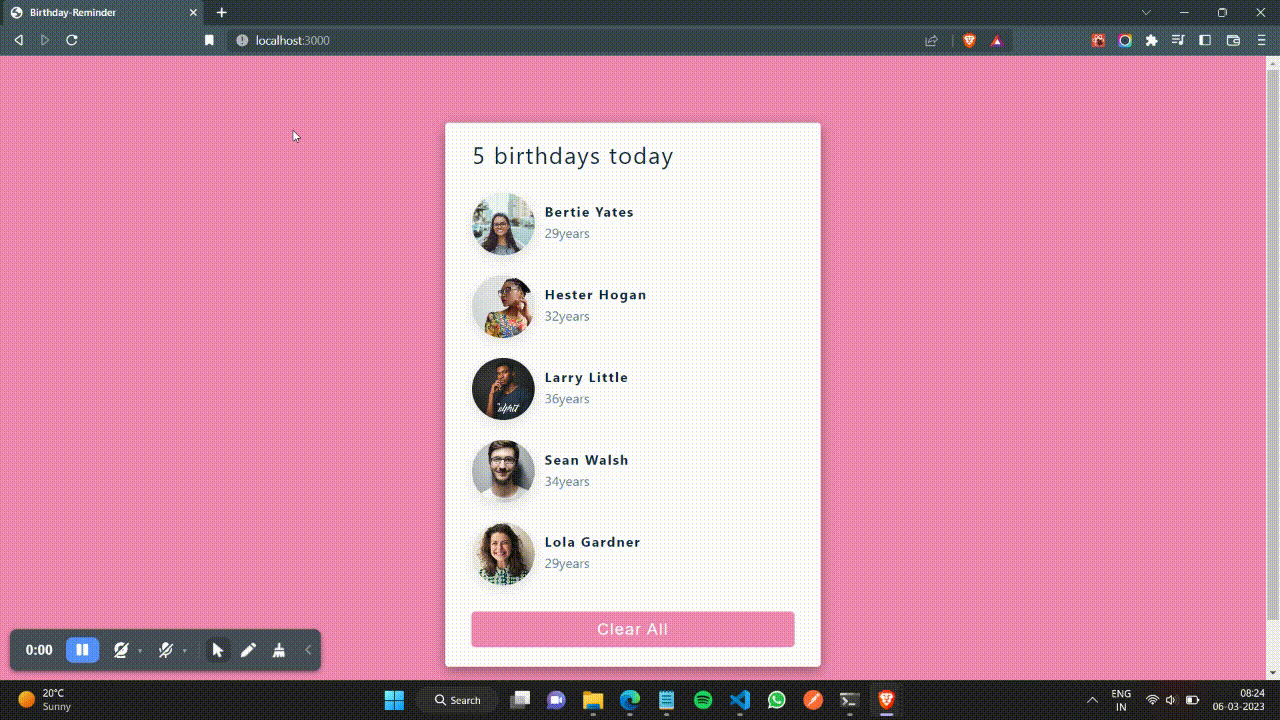 Birthday-Reminder
localhost:3000
5 birthdays today
Bertie Yates
29years
Hester Hogan
32years
Larry Little
36years
Sean Walsh
34years
Lola Gardner
29years
Clear All
0:00
20°C
Sunny
Search
ENG
IN
08:24
06-03-2023